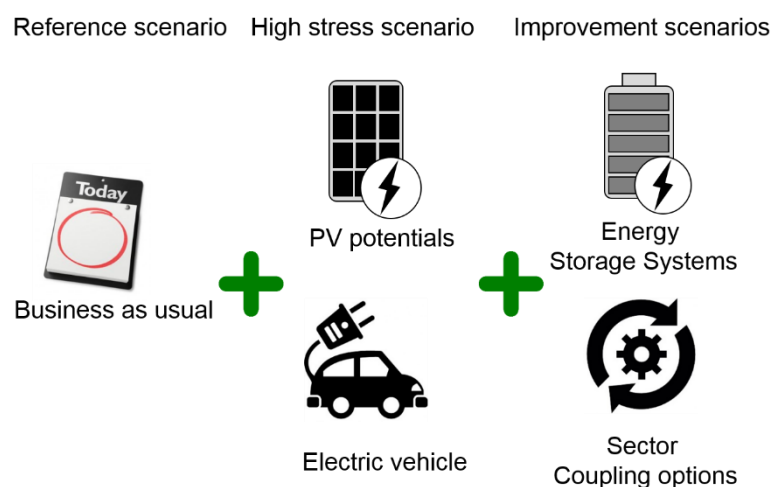 Reference scenario
High stress scenario
Improvement scenarios
Today
Business as usual
PV potentials
Electric vehicle
Energy
Storage Systems
Sector
Coupling options